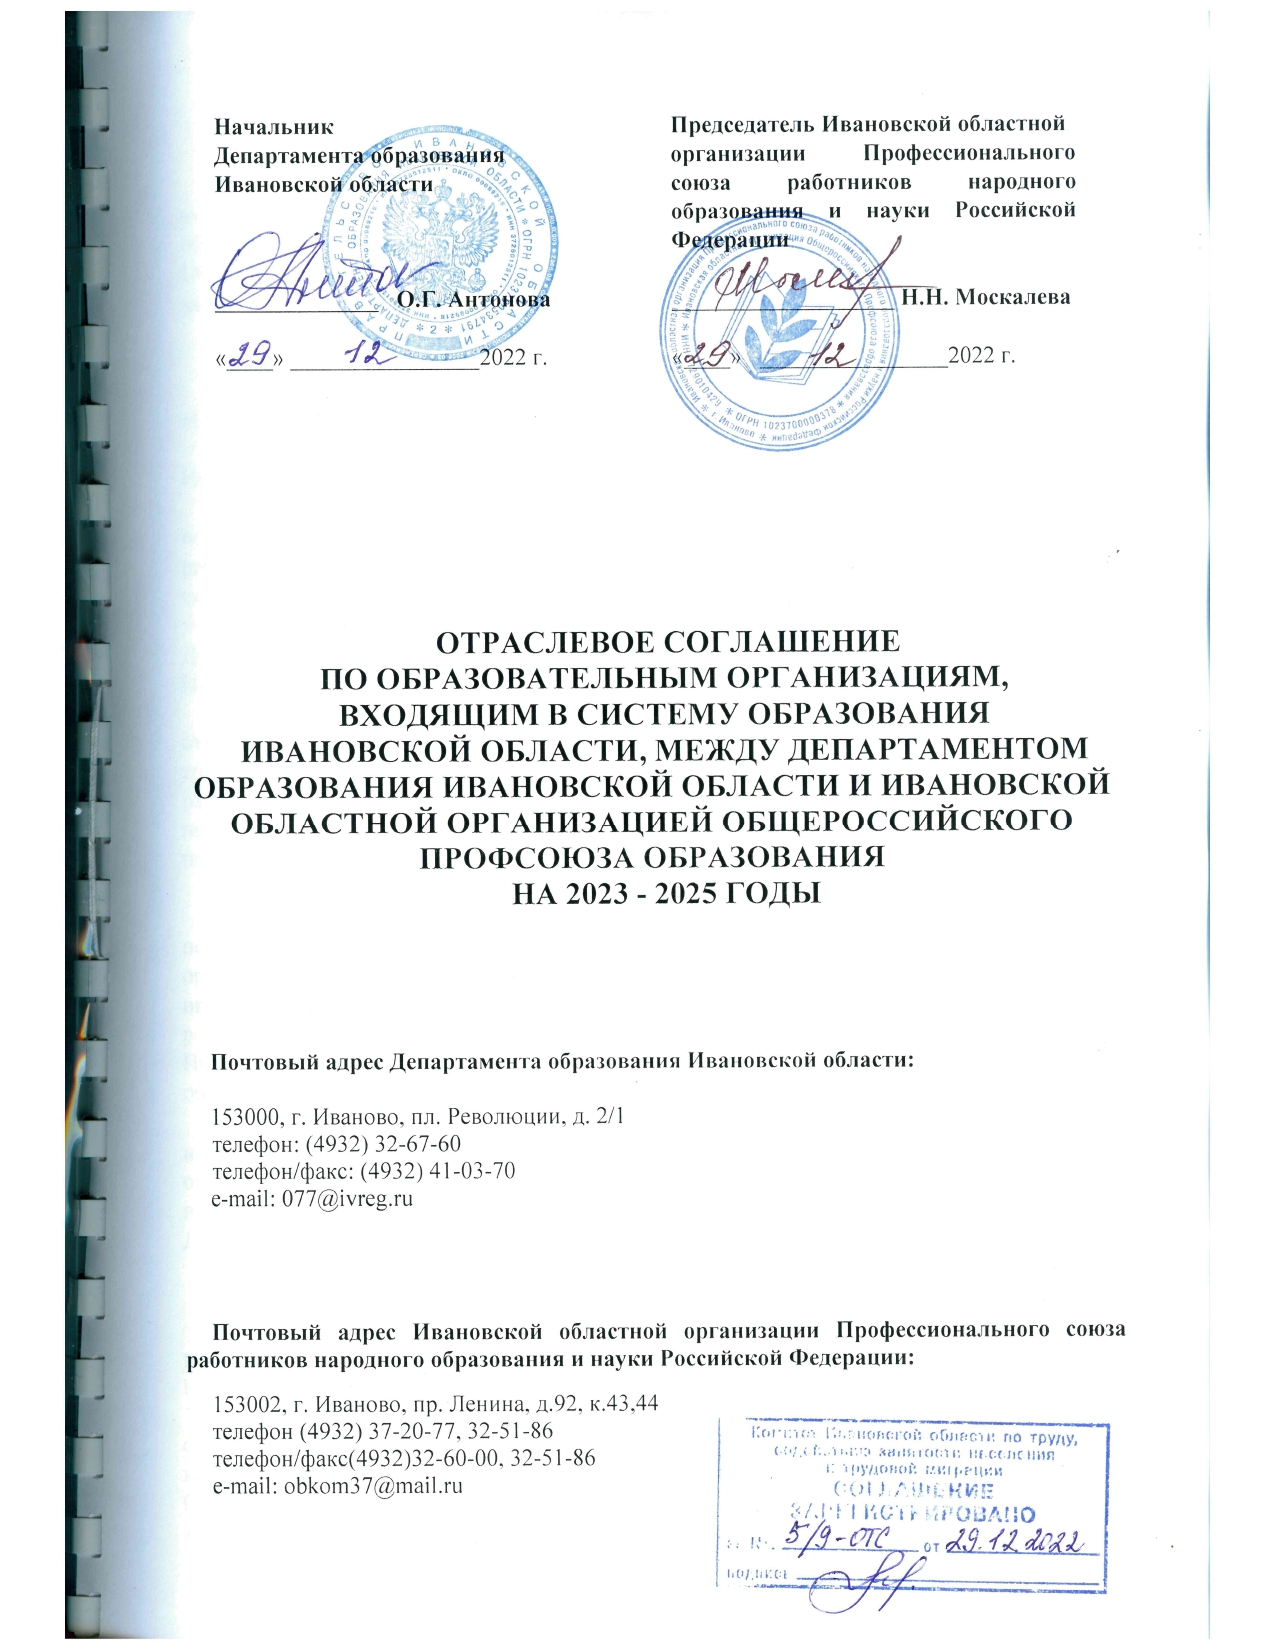 Начальник
Департамента образования
Ивановской области
О.Г. Антонова
«29» 12 2022 г.
Председатель Ивановской областной
организации Профессионального
союза работников народного
образования и науки Российской
Федерации
Н.Н. Москалева
«29» 12 2022 г.
ОТРАСЛЕВОЕ СОГЛАШЕНИЕ
ПО ОБРАЗОВАТЕЛЬНЫМ ОРГАНИЗАЦИЯМ,
ВХОДЯЩИМ В СИСТЕМУ ОБРАЗОВАНИЯ
ИВАНОВСКОЙ ОБЛАСТИ, МЕЖДУ ДЕПАРТАМЕНТОМ
ОБРАЗОВАНИЯ ИВАНОВСКОЙ ОБЛАСТИ И ИВАНОВСКОЙ
ОБЛАСТНОЙ ОРГАНИЗАЦИЕЙ ОБЩЕРОССИЙСКОГО
ПРОФСОЮЗА ОБРАЗОВАНИЯ
НА 2023 - 2025 ГОДЫ
Почтовый адрес Департамента образования Ивановской области:
153000, г. Иваново, пл. Революции, д. 2/1
телефон: (4932) 32-67-60
телефон/факс: (4932) 41-03-70
e-mail: 077@ivreg.ru
Почтовый адрес Ивановской областной организации Профессионального союза
работников народного образования и науки Российской Федерации:
153002, г. Иваново, пр. Ленина, д.92, к.43,44
телефон (4932) 37-20-77, 32-51-86
телефон/факс(4932)32-60-00, 32-51-86
e-mail: obkom37@mail.ru
Комитет Ивановской области по труду,
содействию занятости населения
и трудовой миграции
СОГЛАШЕНИЕ
ЗАРЕГИСТРИРОВАНО
5/9-ОТС от 29.12.2022
подпись